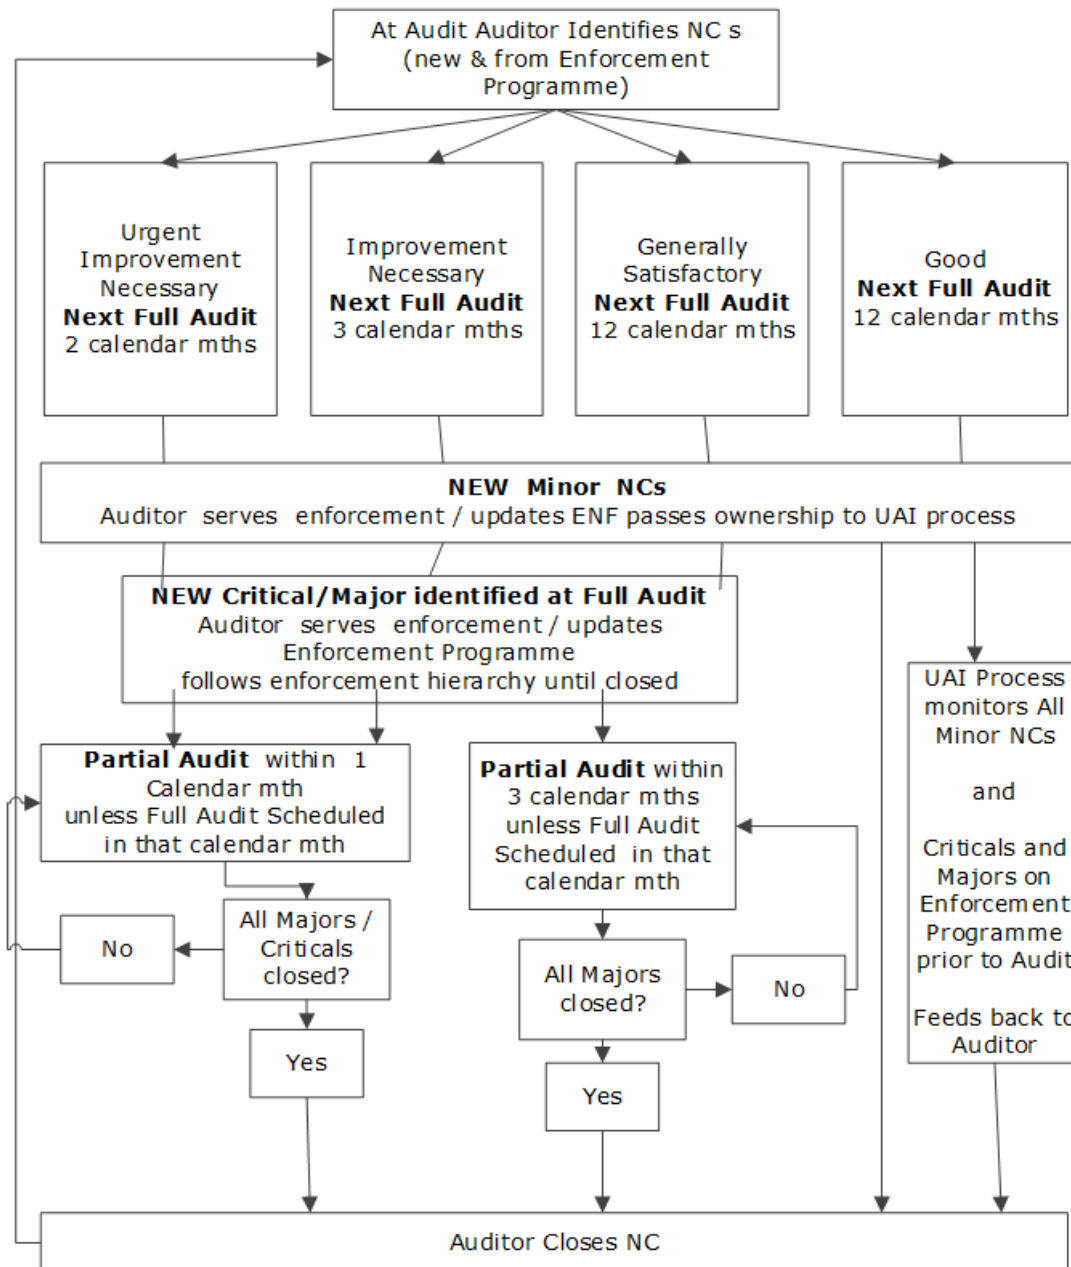 At Audit Auditor Identifies NC s
(new & from Enforcement
Programme)
Urgent
Improvement
Necessary
Next Full Audit
2 calendar mths
Improvement
Necessary
Next Full Audit
3 calendar mths
Generally
Satisfactory
Next Full Audit
12 calendar mths
Good
Next Full Audit
12 calendar mths
NEW Minor NCs
Auditor serves enforcement / updates ENF passes ownership to UAI process
NEW Critical/Major identified at Full Audit
Auditor serves enforcement / updates
Enforcement Programme
follows enforcement hierarchy until closed
Partial Audit within 1
Calendar mth
unless Full Audit Scheduled
in that calendar mth
Partial Audit within
3 calendar mths
unless Full Audit
Scheduled in that
calendar mth
UAI Process
monitors All
Minor NCs
and
Criticals and
Majors on
Enforcement
Programme
prior to Audit
Feeds back to
Auditor
No
All Majors /
Criticals
closed?
Yes
All Majors
closed?
No
Yes
Auditor Closes NC